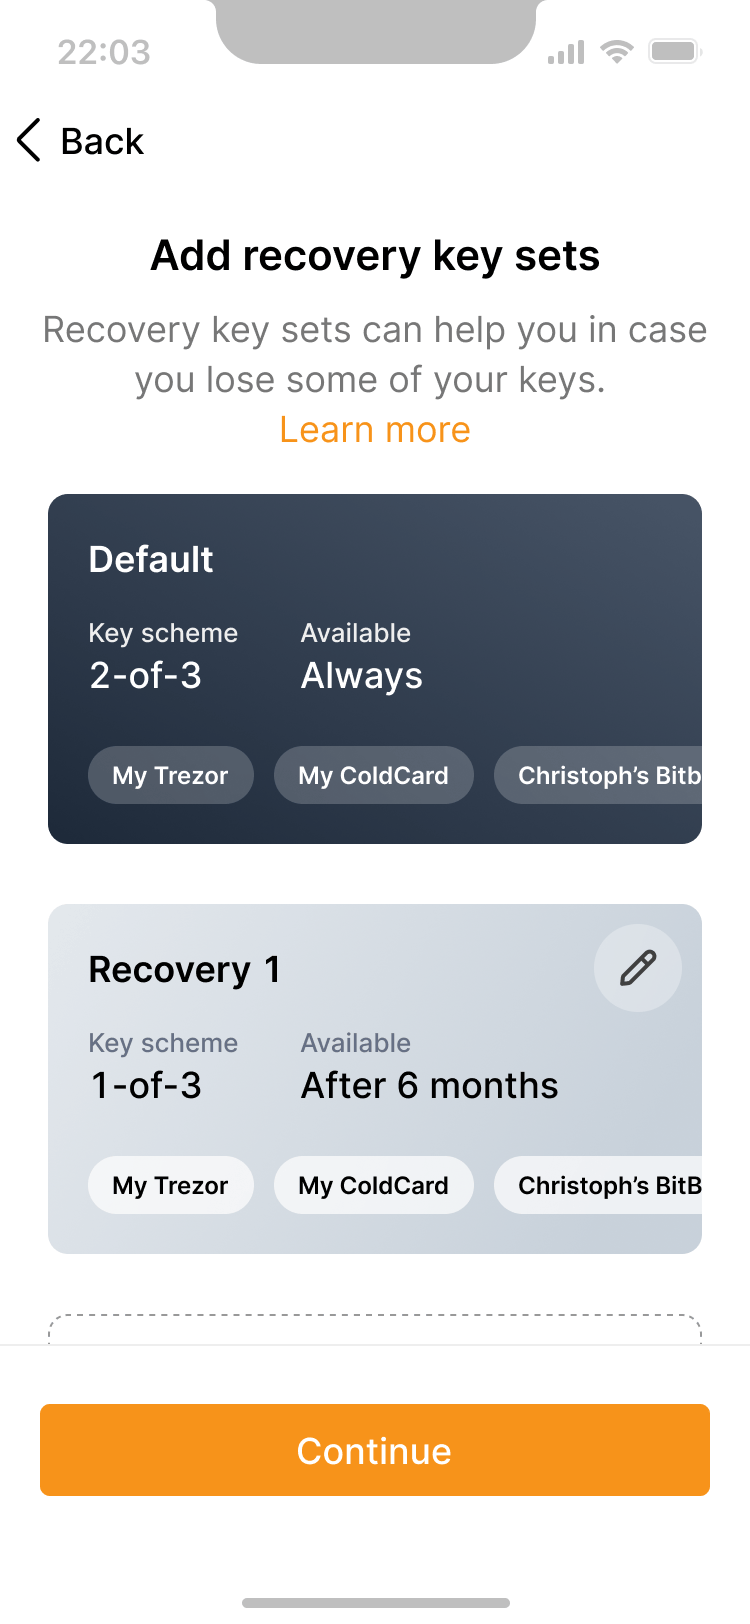 22:03
Back
Add recovery key sets
Recovery key sets can help you in case
you lose some of your keys.
Learn more
Default
Key scheme
Available
2-of-3
Always
My Trezor
My ColdCard
Christoph’s Bitb
Recovery 1
Key scheme
Available
1-of-3
After 6 months
My Trezor
My ColdCard
Christoph’s BitB
Continue